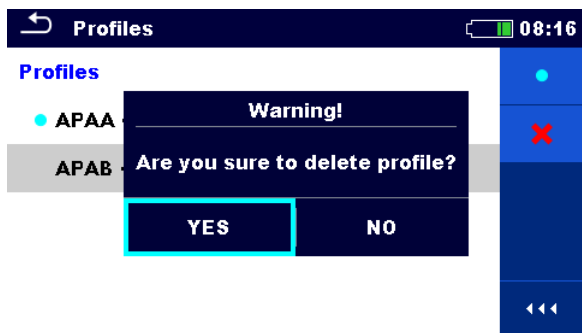 Profiles
08:16
Profiles
APAA -
Warning!
Are you sure to delete profile?
APAB -
YES
NO